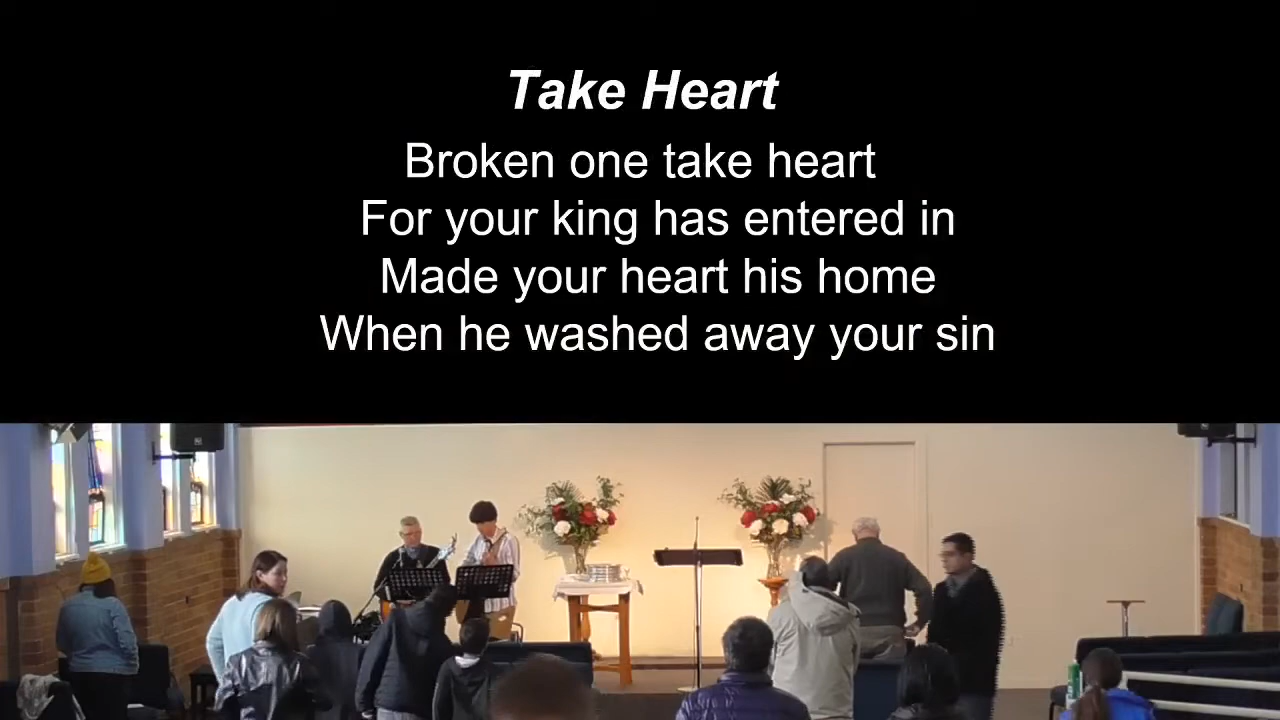 Take Heart
Broken one take heart
For your king has entered in
Made your heart his home
When he washed away your sin